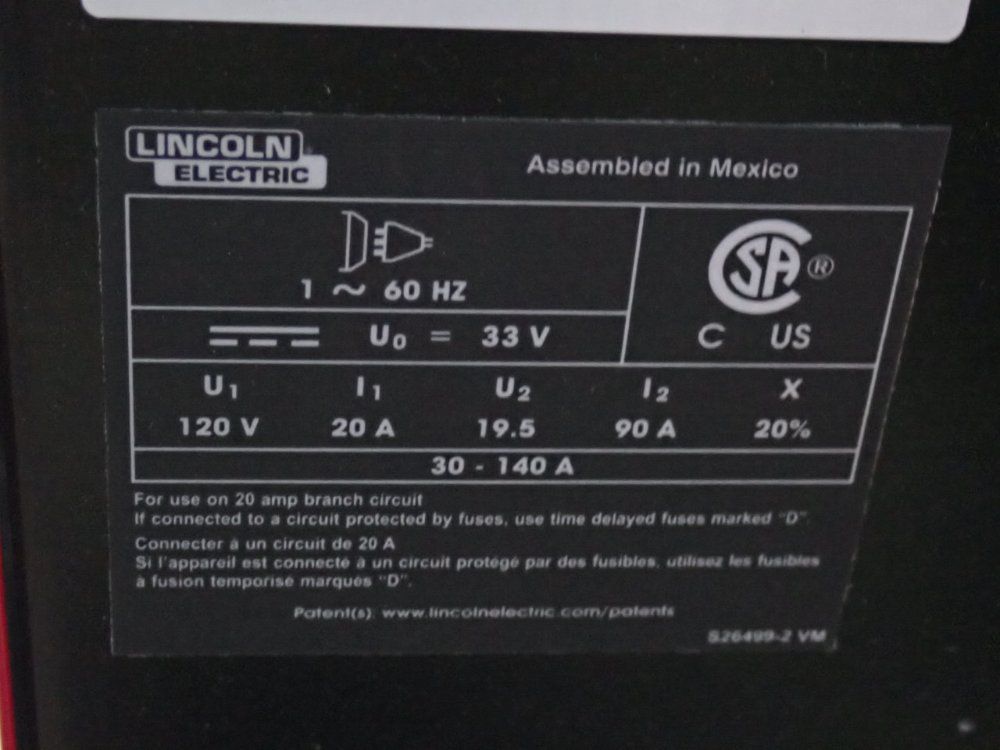 LINCOLN
ELECTRIC
Assembled in Mexico
1 ~ 60 HZ
CSA ®
U0 = 33 V
C US
U1 I1 U2 I2 X
120 V 20 A 19.5 90 A 20%
30 - 140 A
For use on 20 amp branch circuit
If connected to a circuit protected by fuses, use time delayed fuses marked "D"
Connecter à un circuit de 20 A
Si l'appareil est connecté à un circuit protégé par des fusibles, utilisez les fusibles
à fusion temporisé marqués "D".
Patent(s): www.lincolnelectric.com/patents
S26499-2 VM